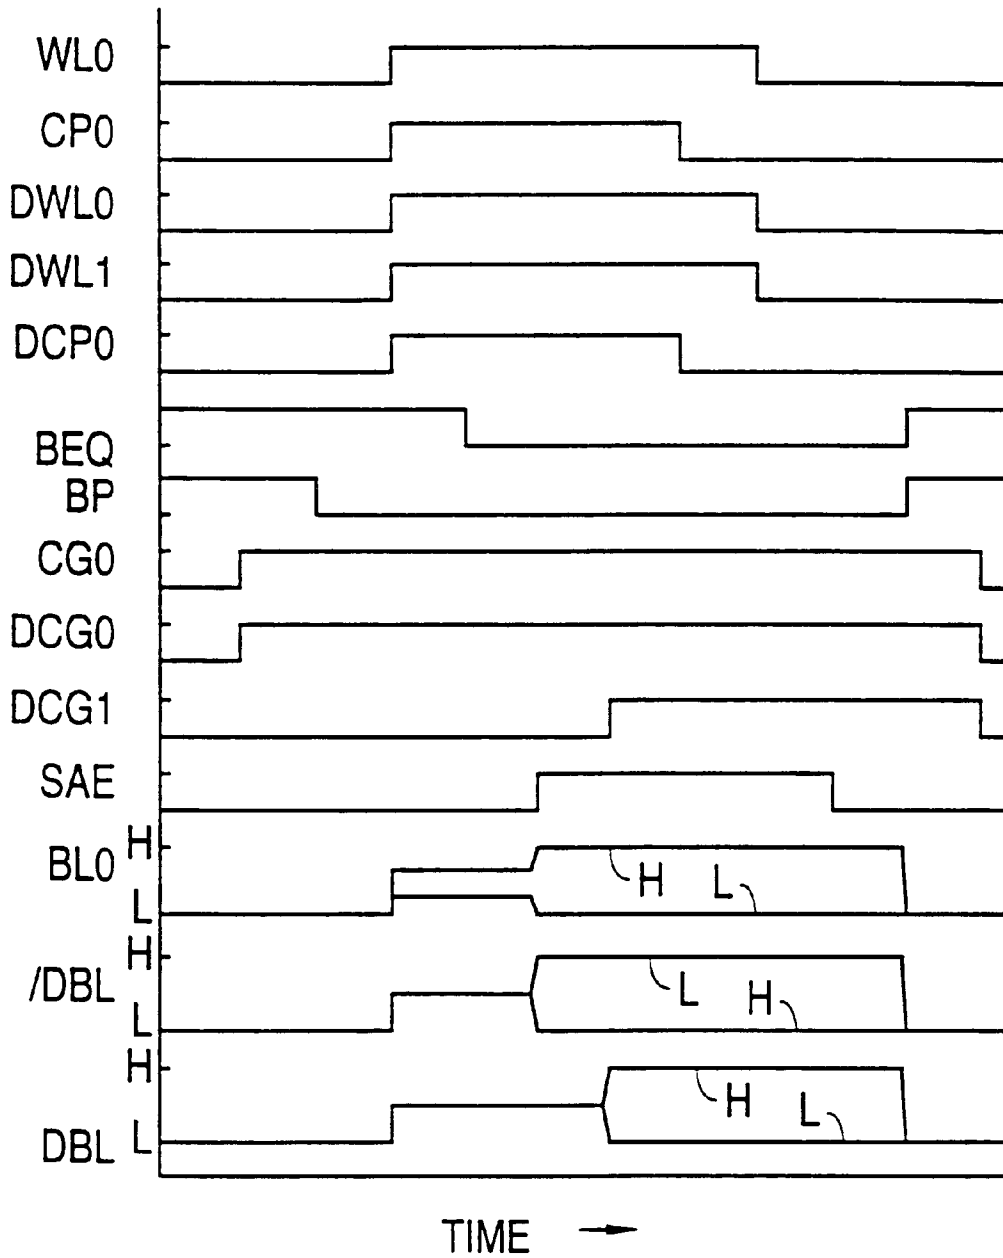 WL0
CP0
DWL0
DWL1
DCP0
BEQ
BP
CG0
DCG0
DCG1
SAE
H
BL0
H L
L
H
/DBL
L H
L
H
H L
DBL L
TIME